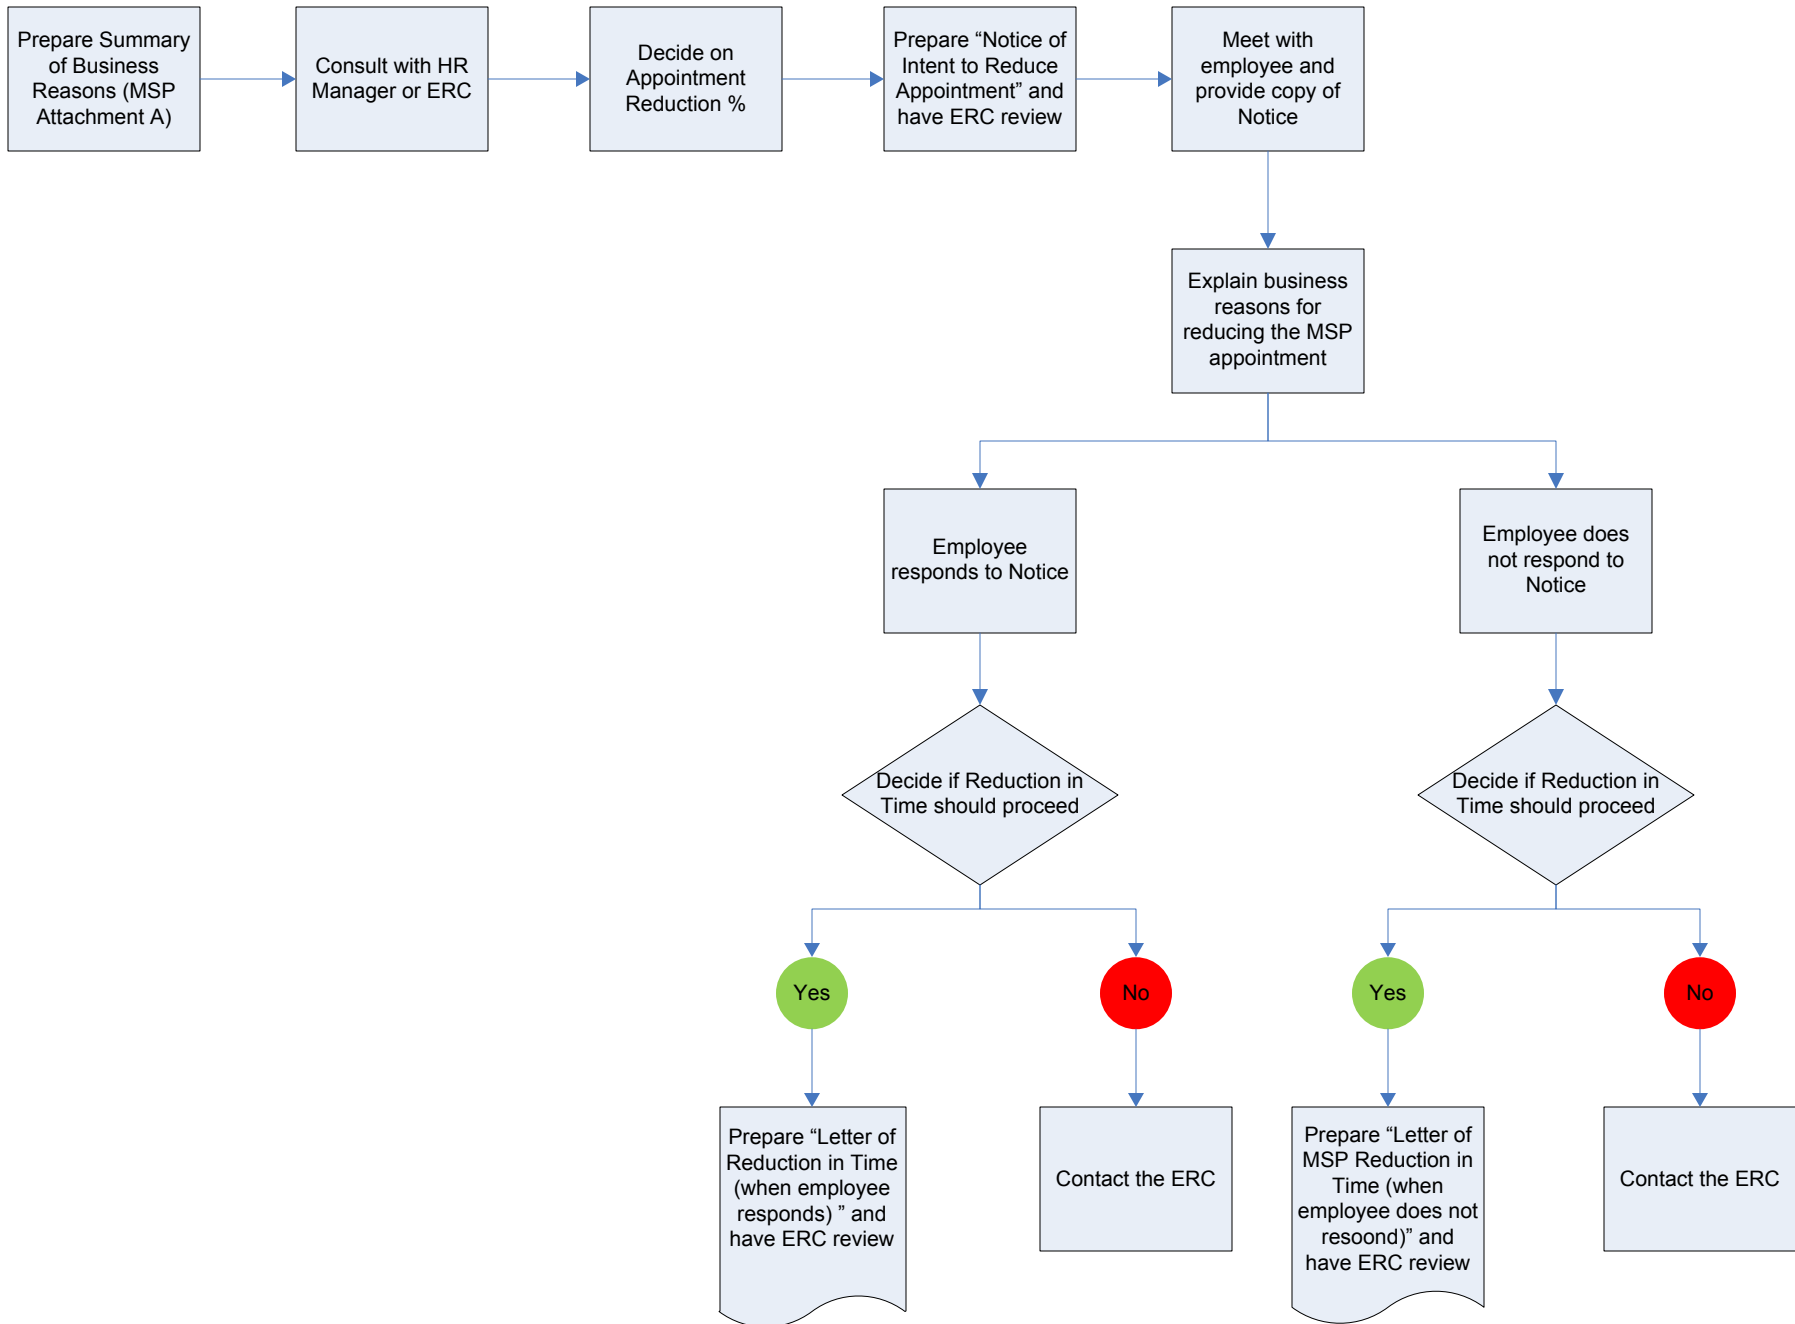 Prepare Summary
of Business
Reasons (MSP
Attachment A)
Consult with HR
Manager or ERC
Decide on
Appointment
Reduction %
Prepare “Notice of
Intent to Reduce
Appointment” and
have ERC review
Meet with
employee and
provide copy of
Notice
Explain business
reasons for
reducing the MSP
appointment
Employee
responds to Notice
Employee does
not respond to
Notice
Decide if Reduction in
Time should proceed
Decide if Reduction in
Time should proceed
Yes
No
Yes
No
Prepare “Letter of
Reduction in Time
(when employee
responds) ” and
have ERC review
Contact the ERC
Prepare “Letter of
MSP Reduction in
Time (when
employee does not
resoond)” and
have ERC review
Contact the ERC